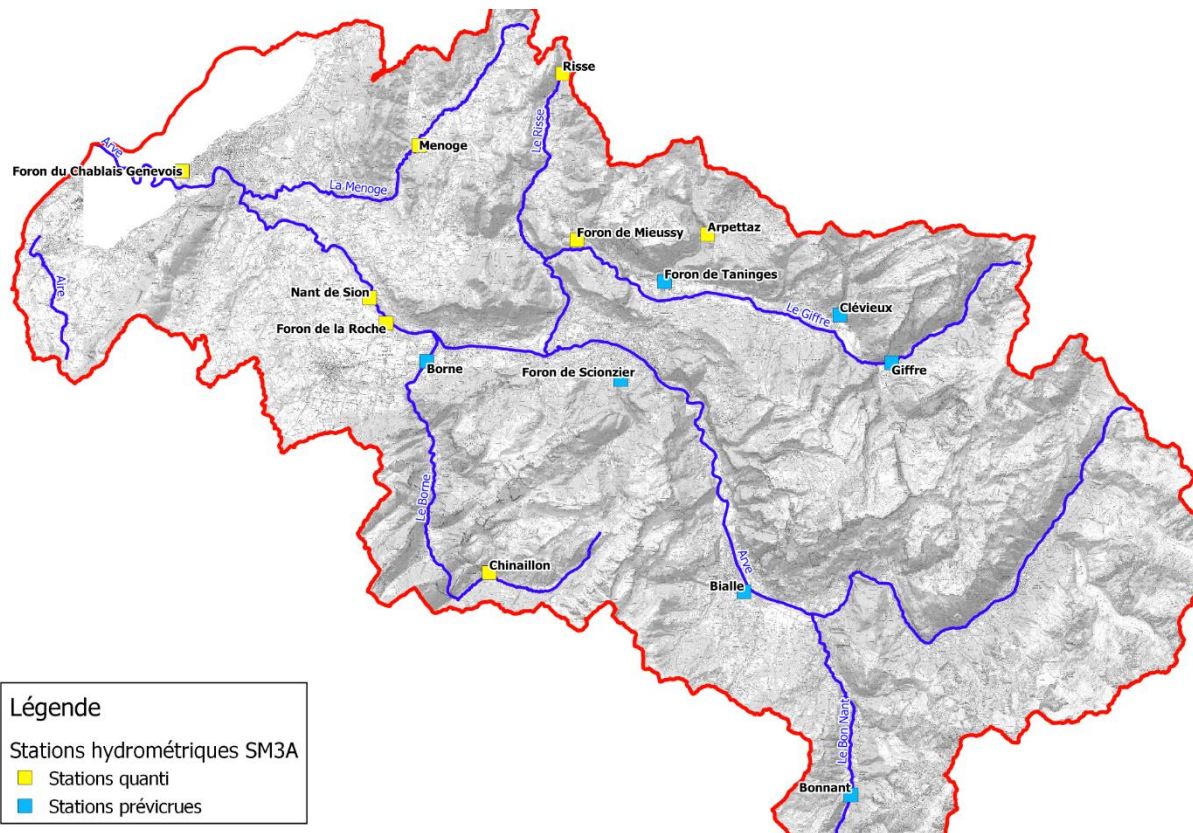 Risse
Le Risse
Menoge
Arve
Foron du Chablais Genevois
La Menoge
Foron de Mieussy
Arpettaz
Foron de Taninges
Aire
Nant de Sion
Le Giffre
Clévieux
Foron de la Roche
Borne
Foron de Scionzier
Giffre
Le Borne
Arve
Chinaillon
Bialle
Le Bon Nant
Bonnant
Légende
Stations hydrométriques SM3A
Stations quanti
Stations prévicrues